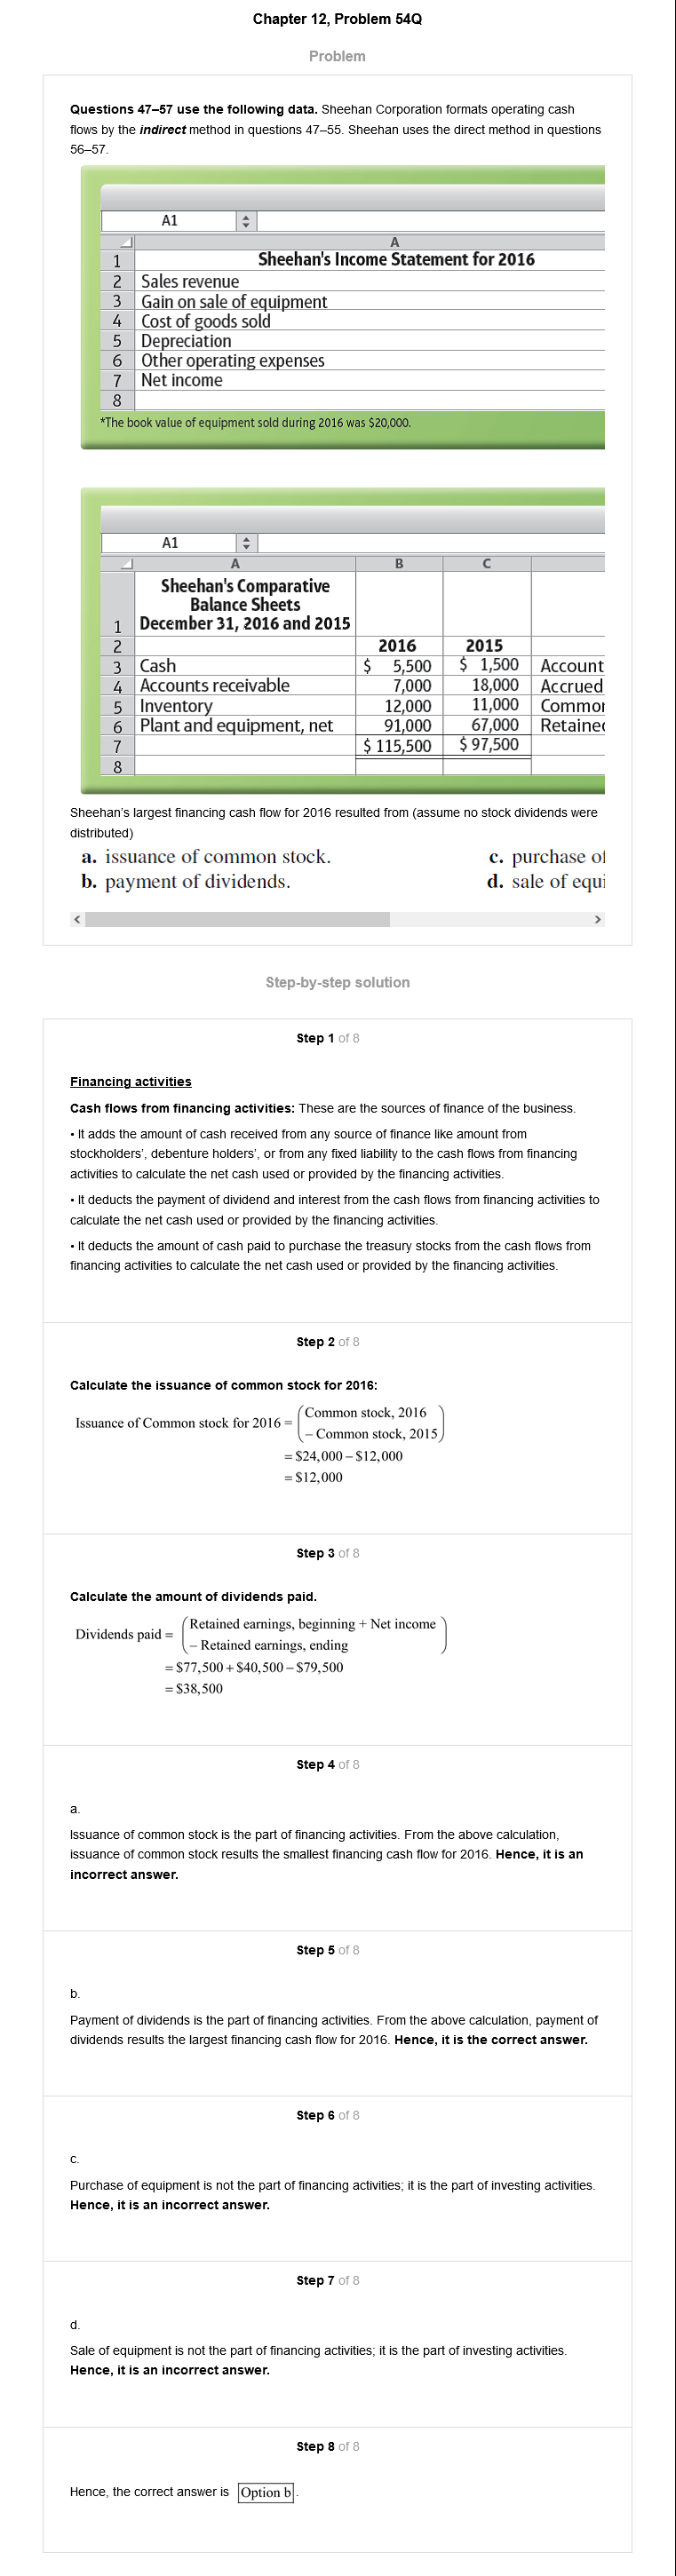 Chapter 12, Problem 54Q
Problem
Questions 47–57 use the following data. Sheehan Corporation formats operating cash
flows by the indirect method in questions 47–55. Sheehan uses the direct method in questions
56–57.
A1
A
1 Sheehan's Income Statement for 2016
2 Sales revenue
3 Gain on sale of equipment
4 Cost of goods sold
5 Depreciation
6 Other operating expenses
7 Net income
8
*The book value of equipment sold during 2016 was $20,000.
A1
A B C
Sheehan's Comparative
Balance Sheets
1 December 31, 2016 and 2015
2 2016 2015
3 Cash $ 5,500 $ 1,500 Account
4 Accounts receivable 7,000 18,000 Accrued
5 Inventory 12,000 11,000 Commo
6 Plant and equipment, net 91,000 67,000 Retaine
7 $ 115,500 $ 97,500
8
Sheehan's largest financing cash flow for 2016 resulted from (assume no stock dividends were
distributed)
a. issuance of common stock. c. purchase of
b. payment of dividends. d. sale of equi
Step-by-step solution
Step 1 of 8
Financing activities
Cash flows from financing activities: These are the sources of finance of the business.
• It adds the amount of cash received from any source of finance like amount from
stockholders', debenture holders', or from any fixed liability to the cash flows from financing
activities to calculate the net cash used or provided by the financing activities.
• It deducts the payment of dividend and interest from the cash flows from financing activities to
calculate the net cash used or provided by the financing activities.
• It deducts the amount of cash paid to purchase the treasury stocks from the cash flows from
financing activities to calculate the net cash used or provided by the financing activities.
Step 2 of 8
Calculate the issuance of common stock for 2016:
Issuance of Common stock for 2016 = (Common stock, 2016
– Common stock, 2015)
= $24,000 – $12,000
= $12,000
Step 3 of 8
Calculate the amount of dividends paid.
Dividends paid = (Retained earnings, beginning + Net income
– Retained earnings, ending)
= $77,500 + $40,500 – $79,500
= $38,500
Step 4 of 8
a.
Issuance of common stock is the part of financing activities. From the above calculation,
issuance of common stock results the smallest financing cash flow for 2016. Hence, it is an
incorrect answer.
Step 5 of 8
b.
Payment of dividends is the part of financing activities. From the above calculation, payment of
dividends results the largest financing cash flow for 2016. Hence, it is the correct answer.
Step 6 of 8
c.
Purchase of equipment is not the part of financing activities; it is the part of investing activities.
Hence, it is an incorrect answer.
Step 7 of 8
d.
Sale of equipment is not the part of financing activities; it is the part of investing activities.
Hence, it is an incorrect answer.
Step 8 of 8
Hence, the correct answer is Option b.